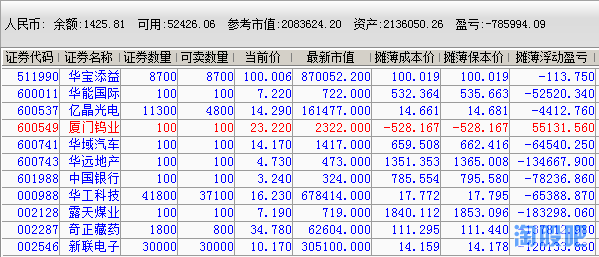 人民币: 余额:1425.81 可用:52426.06 参考市值:2083624.20 资产:2136050.26 盈亏:-785994.09
证券代码 证券名称 证券数量 可卖数量 当前价 最新市值 摊薄成本价 摊薄保本价 摊薄浮动盈亏
511990 华宝添益 8700 8700 100.006 870052.200 100.019 100.019 -113.750
600011 华能国际 100 100 7.220 722.000 532.364 535.663 -52520.340
600537 亿晶光电 11300 4800 14.290 161477.000 14.661 14.681 -4412.760
600549 厦门钨业 100 100 23.220 2322.000 -528.167 -528.167 55131.560
600741 华域汽车 100 100 14.170 1417.000 659.508 662.416 -64540.250
600743 华远地产 100 100 4.730 473.000 1351.353 1365.008 -134667.900
601988 中国银行 100 100 3.240 324.000 785.554 795.580 -78236.860
000988 华工科技 41800 37100 16.230 678414.000 17.772 17.795 -65388.870
002128 露天煤业 100 100 7.190 719.000 1840.112 1853.096 -183298.060
002287 奇正藏药 1800 800 34.780 62604.000 111.295 111.440
002546 新联电子 30000 30000 10.170 305100.000 14.159 14.178
淘股吧